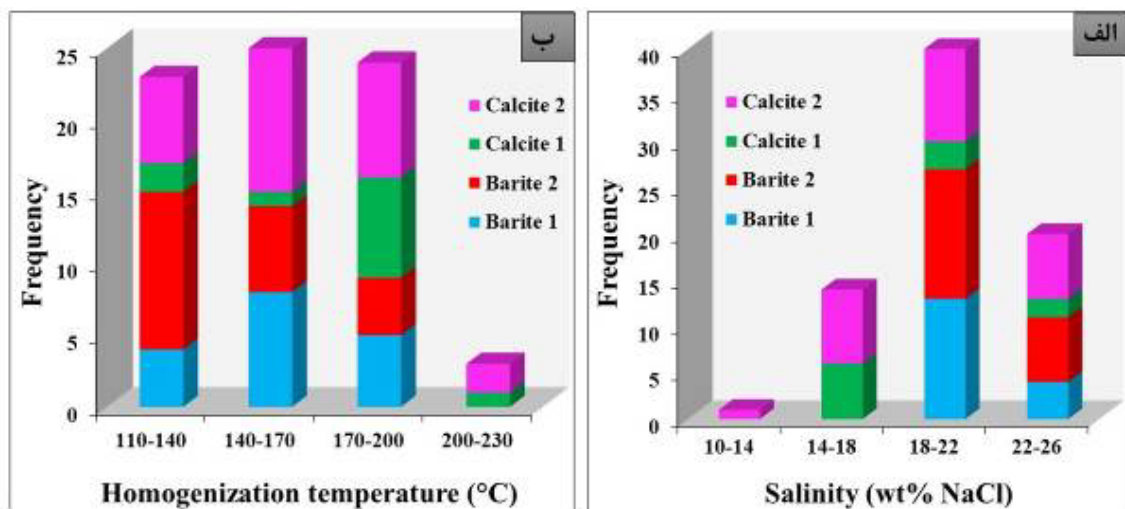 ب
25
20
15
10
5
0
Frequency
Calcite 2
Calcite 1
Barite 2
Barite 1
110-140 140-170 170-200 200-230
Homogenization temperature (°C)
الف
40
35
30
25
20
15
10
5
0
Frequency
Calcite 2
Calcite 1
Barite 2
Barite 1
10-14 14-18 18-22 22-26
Salinity (wt% NaCl)